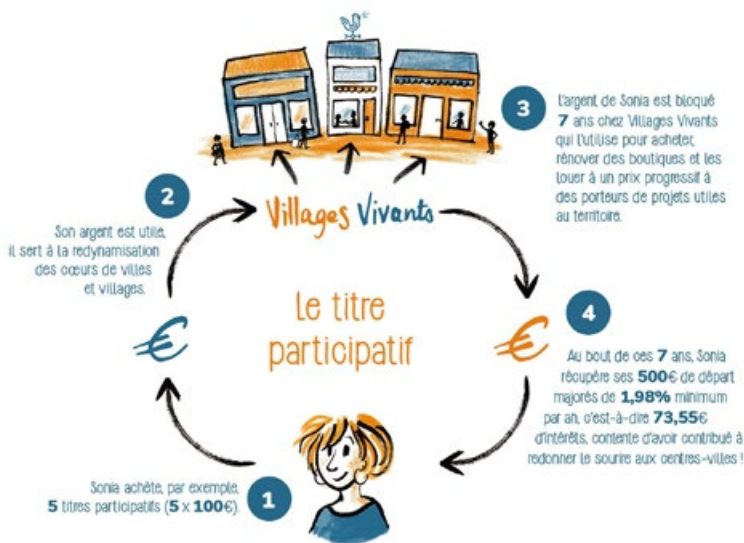 3
L'argent de Sonia est bloqué
7 ans chez Villages Vivants
qui l'utilise pour acheter,
rénover des boutiques et les
louer à un prix progressif à
des porteurs de projets utiles
au territoire.
2
Son argent est utile,
il sert à la redynamisation
des cœurs de villes
et villages.
Villages Vivants
Le titre
participatif
€
€
4
Au bout de ces 7 ans, Sonia
récupère ses 500€ de départ
majorés de 1,98% minimum
par an, c'est-à-dire 73,55€
d'intérêts, contente d'avoir contribué à
redonner le sourire aux centres-villes !
Sonia achète, par exemple,
5 titres participatifs (5 x 100€).
1